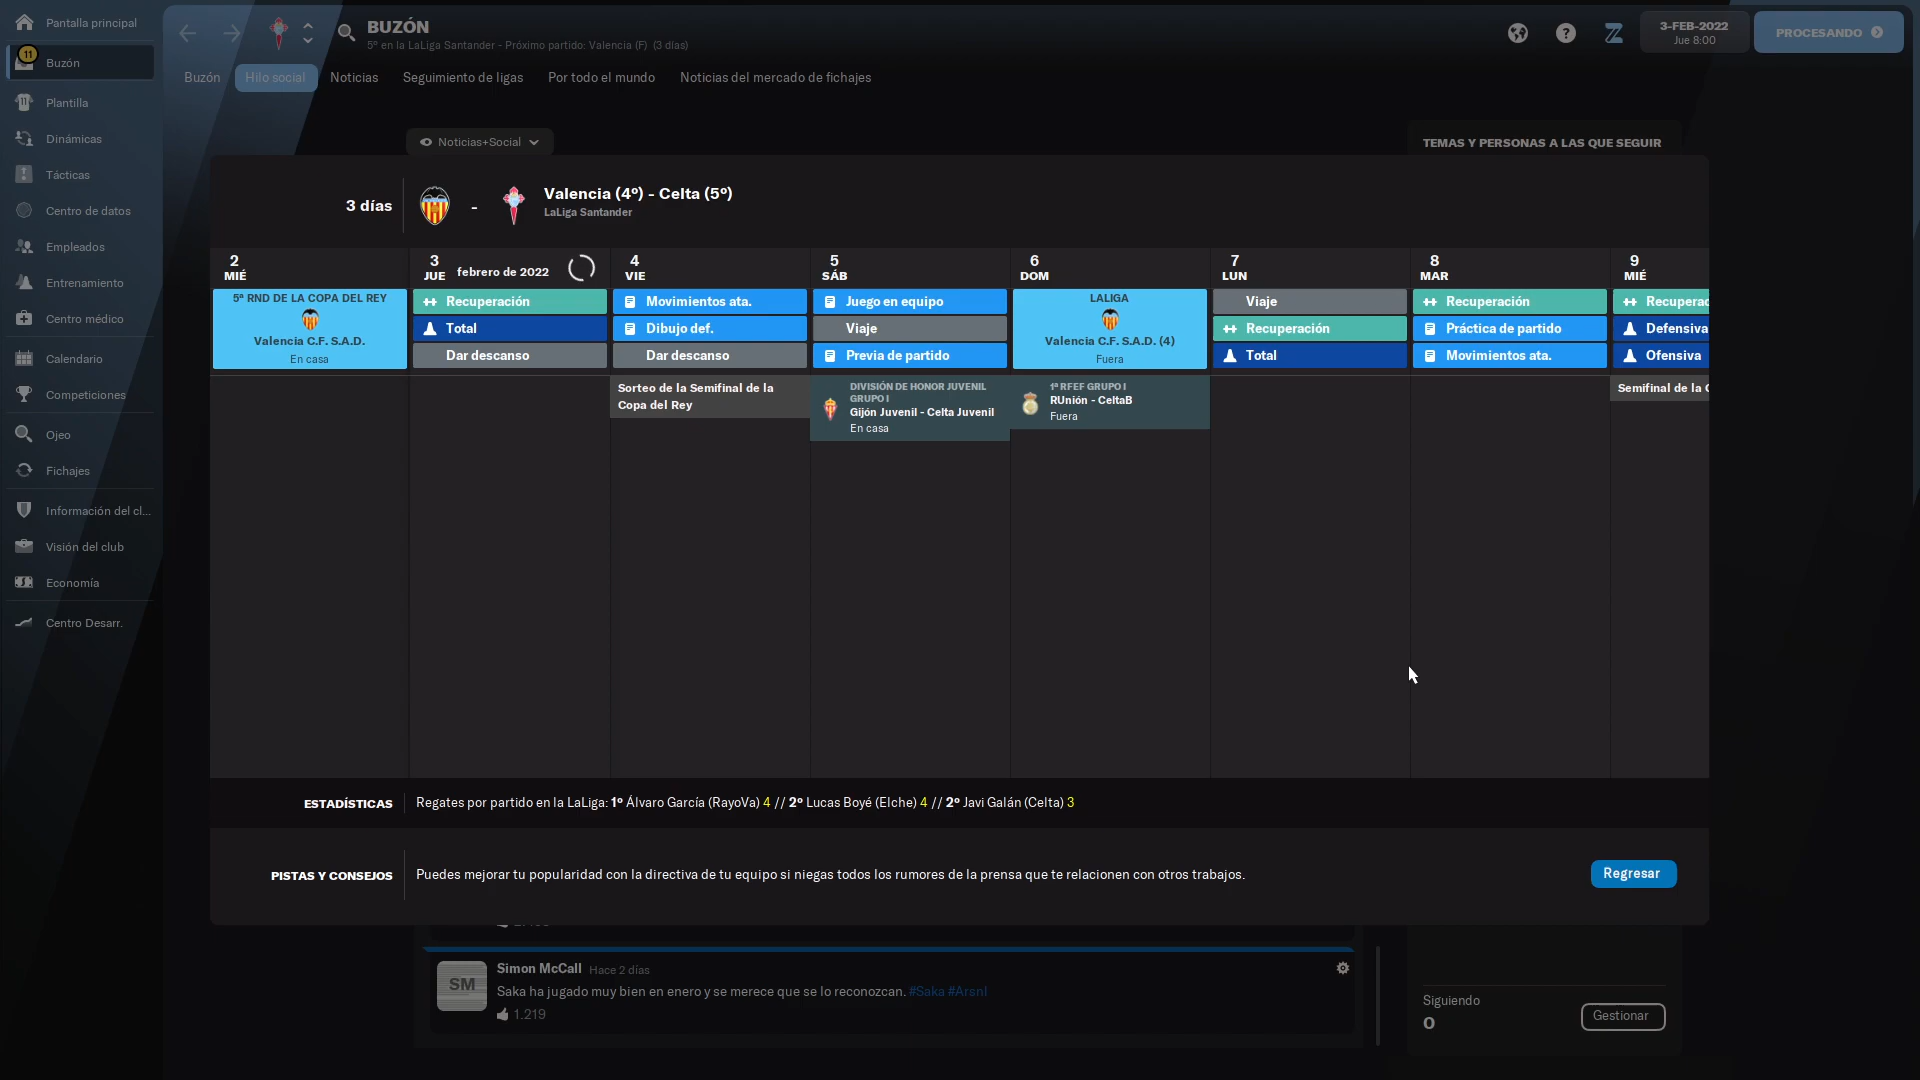 Pantalla principal
11
Buzón
Plantilla
Dinámicas
Tácticas
Centro de datos
Empleados
Entrenamiento
Centro médico
Calendario
Competiciones
Ojeo
Fichajes
Información del cl...
Visión del club
Economía
Centro Desarr.
BUZÓN
5º en la LaLiga Santander - Próximo partido: Valencia (F) (3 días)
3-FEB-2022
Jue 8:00
PROCESANDO
Buzón
Hilo social
Noticias
Seguimiento de ligas
Por todo el mundo
Noticias del mercado de fichajes
Noticias+Social
TEMAS Y PERSONAS A LAS QUE SEGUIR
3 días
-
Valencia (4º) - Celta (5º)
LaLiga Santander
2
MIÉ
3
JUE febrero de 2022
4
VIE
5
SÁB
6
DOM
7
LUN
8
MAR
9
MIÉ
5ª RND DE LA COPA DEL REY
Valencia C.F. S.A.D.
En casa
Recuperación
Total
Dar descanso
Movimientos ata.
Dibujo def.
Dar descanso
Juego en equipo
Viaje
Previa de partido
LALIGA
Valencia C.F. S.A.D. (4)
Fuera
Viaje
Recuperación
Total
Recuperación
Práctica de partido
Movimientos ata.
Recuperac
Defensiva
Ofensiva
Sorteo de la Semifinal de la
Copa del Rey
DIVISIÓN DE HONOR JUVENIL
GRUPO I
Gijón Juvenil - Celta Juvenil
En casa
1ª RFEF GRUPO I
RUnión - CeltaB
Fuera
Semifinal de la C
ESTADÍSTICAS
Regates por partido en la LaLiga: 1º Álvaro García (RayoVa) 4 // 2º Lucas Boyé (Elche) 4 // 2º Javi Galán (Celta) 3
PISTAS Y CONSEJOS
Puedes mejorar tu popularidad con la directiva de tu equipo si niegas todos los rumores de la prensa que te relacionen con otros trabajos.
Regresar
SM
Simon McCall Hace 2 días
Saka ha jugado muy bien en enero y se merece que se lo reconozcan. #Saka #Arsnl
1.219
Siguiendo
0
Gestionar